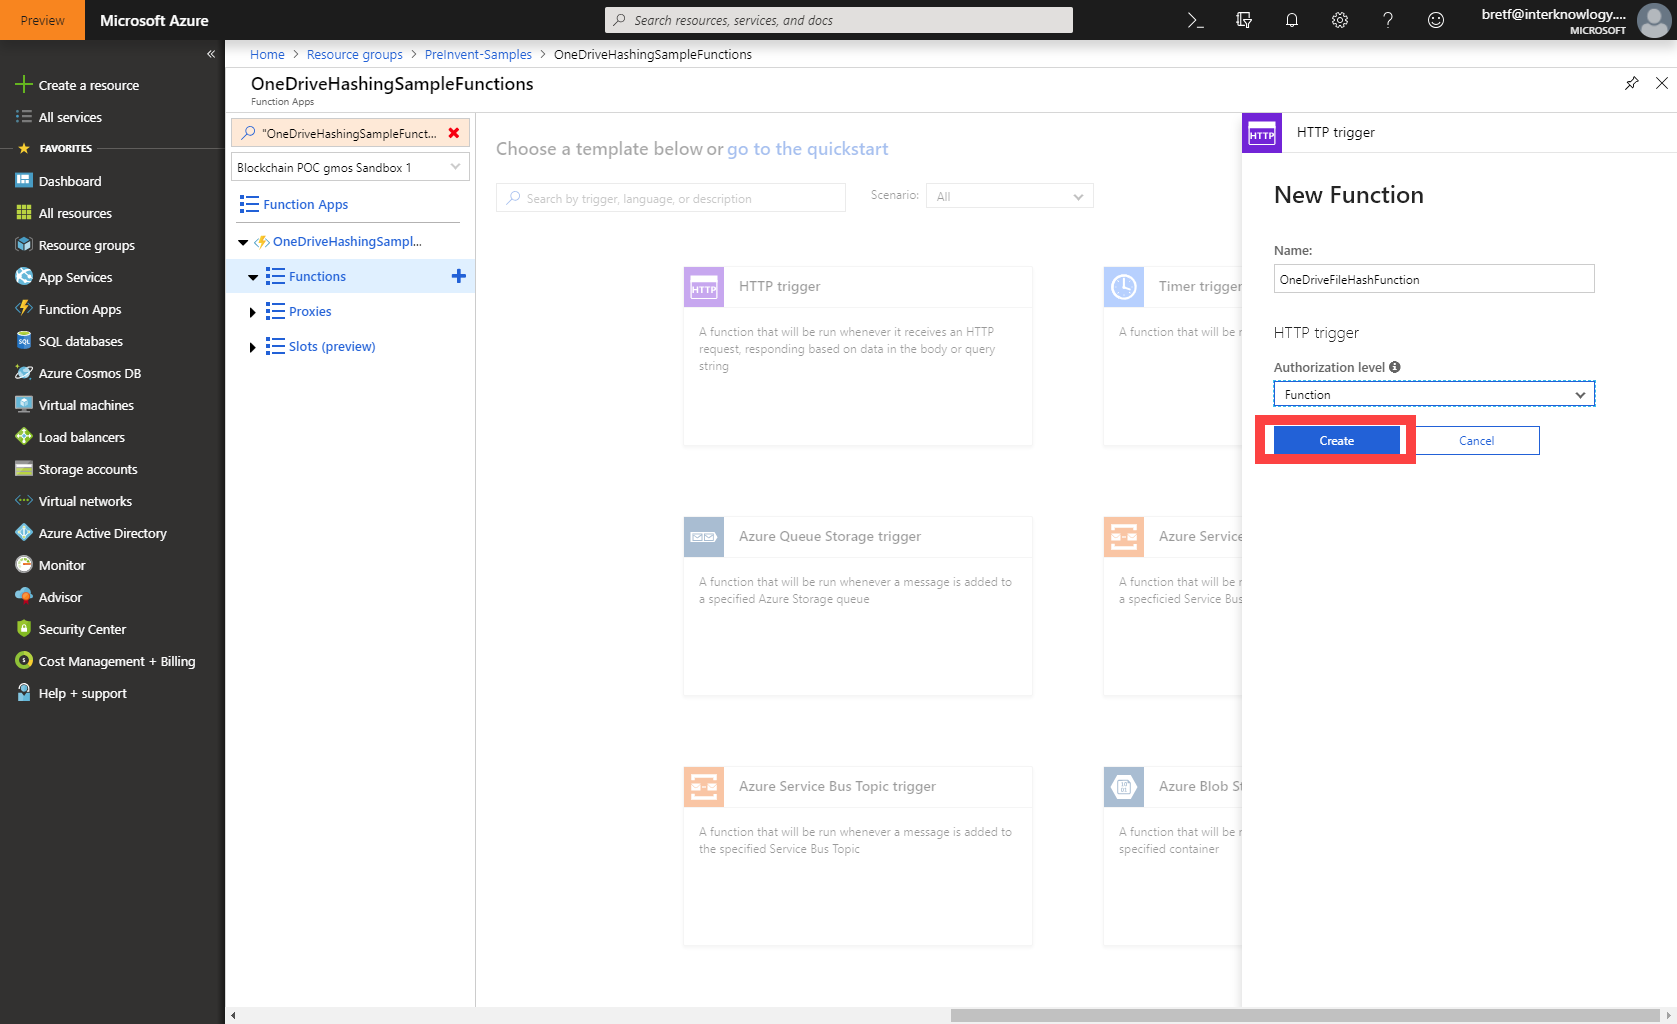 Preview
Microsoft Azure
Search resources, services, and docs
bretf@interknowlogy....
MICROSOFT
Create a resource
All services
FAVORITES
Dashboard
All resources
Resource groups
App Services
Function Apps
SQL databases
Azure Cosmos DB
Virtual machines
Load balancers
Storage accounts
Virtual networks
Azure Active Directory
Monitor
Advisor
Security Center
Cost Management + Billing
Help + support
Home > Resource groups > PreInvent-Samples > OneDriveHashingSampleFunctions
OneDriveHashingSampleFunctions
Function Apps
"OneDriveHashingSampleFunct...
Blockchain POC gmos Sandbox 1
Function Apps
OneDriveHashingSampl...
Functions
Proxies
Slots (preview)
Choose a template below or go to the quickstart
Search by trigger, language, or description
Scenario: All
HTTP
HTTP trigger
A function that will be run whenever it receives an HTTP
request, responding based on data in the body or query
string
Timer trigger
A function that will be r
Azure Queue Storage trigger
A function that will be run whenever a message is added to
a specified Azure Storage queue
Azure Service
A function that will be r
a specficied Service Bus
Azure Service Bus Topic trigger
A function that will be run whenever a message is added to
the specified Service Bus Topic
Azure Blob St
A function that will be r
specified container
HTTP
HTTP trigger
New Function
Name:
OneDriveFileHashFunction
HTTP trigger
Authorization level
Function
Create
Cancel